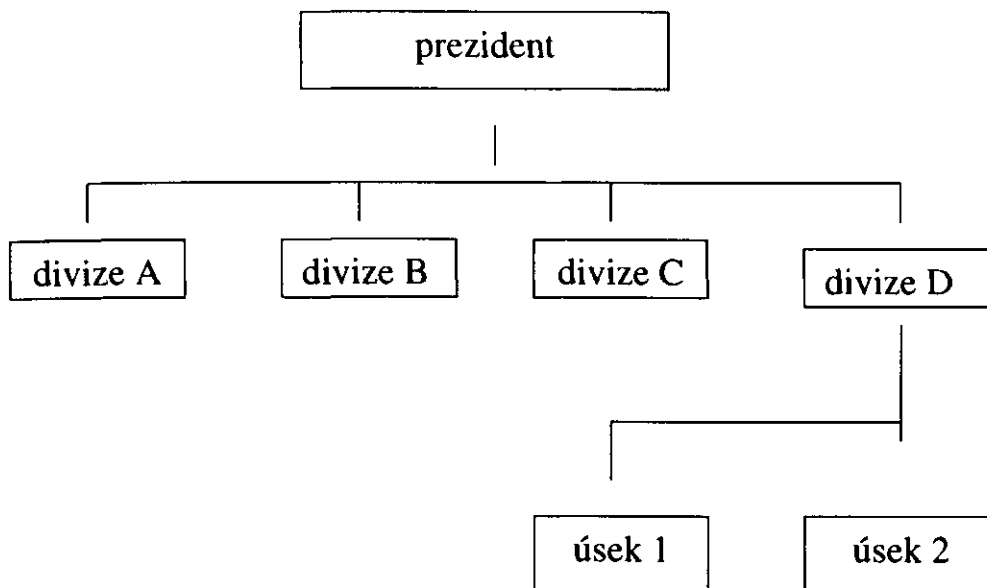 prezident
divize A
divize B
divize C
divize D
úsek 1
úsek 2